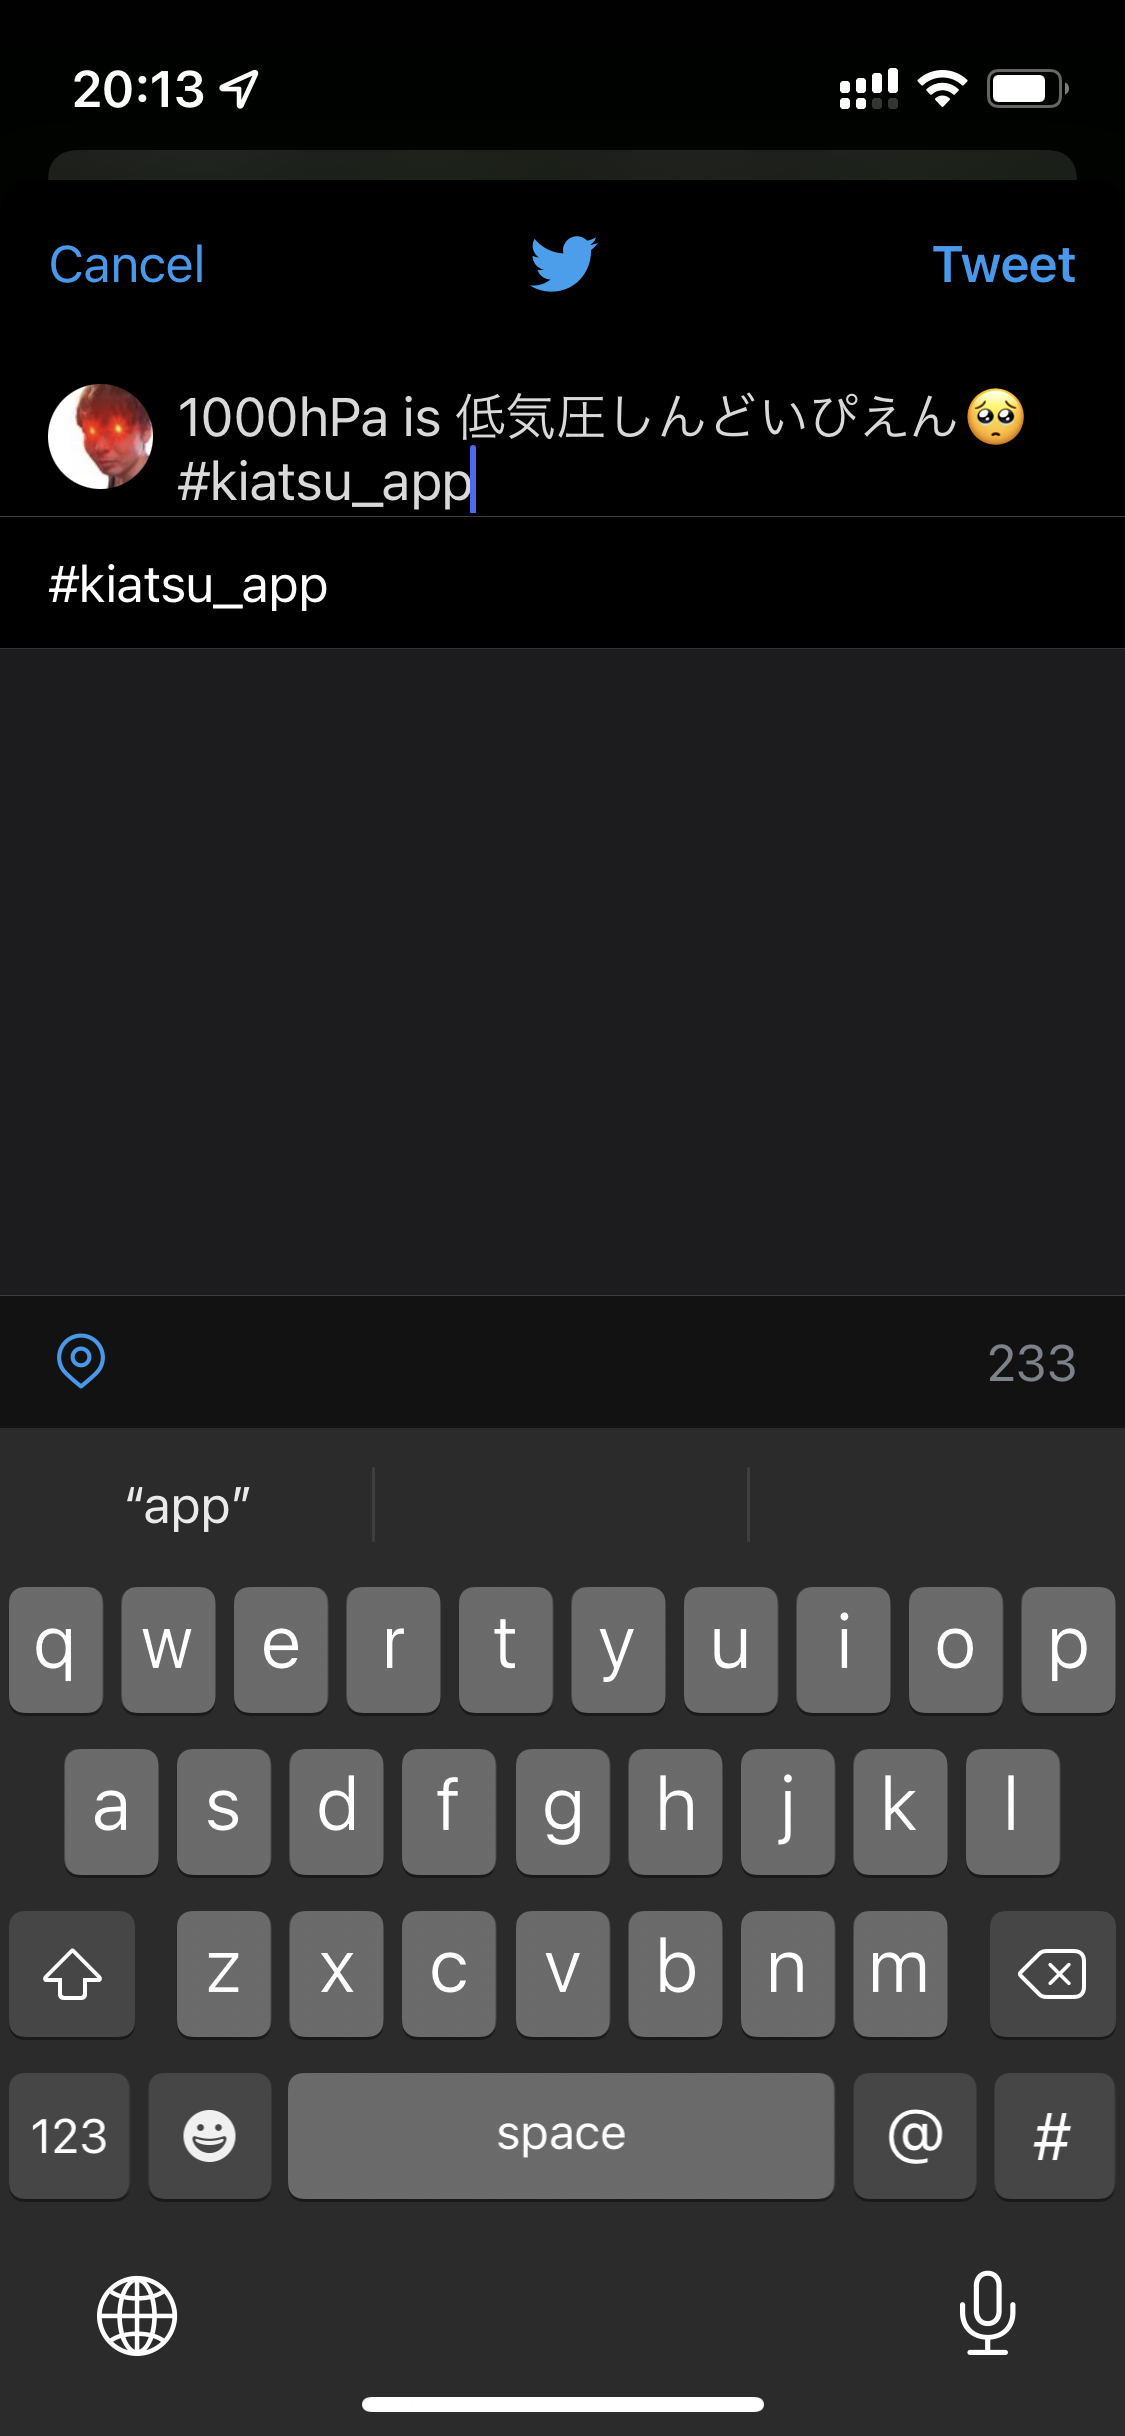 20:13
Cancel
Tweet
1000hPa is 低気圧しんどいぴえん🥺
#kiatsu_app
#kiatsu_app
233
“app”
q w e r t y u i o p
a s d f g h j k l
z x c v b n m
123 space @ #